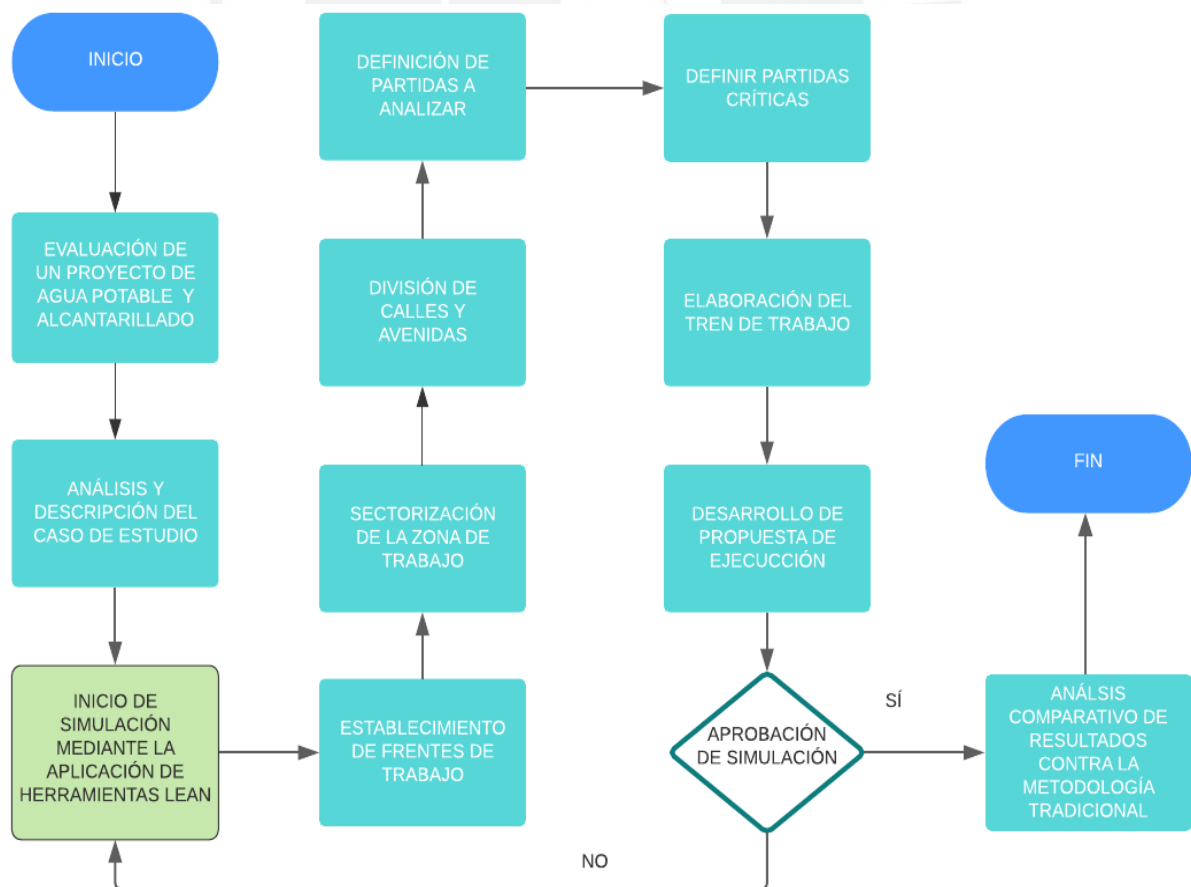 INICIO
EVALUACIÓN DE
UN PROYECTO DE
AGUA POTABLE Y
ALCANTARILLADO
ANÁLISIS Y
DESCRIPCIÓN DEL
CASO DE ESTUDIO
INICIO DE
SIMULACIÓN
MEDIANTE LA
APLICACIÓN DE
HERRAMIENTAS LEAN
ESTABLECIMIENTO
DE FRENTES DE
TRABAJO
SECTORIZACIÓN
DE LA ZONA DE
TRABAJO
DIVISIÓN DE
CALLES Y
AVENIDAS
DEFINICIÓN DE
PARTIDAS A
ANALIZAR
DEFINIR PARTIDAS
CRÍTICAS
ELABORACIÓN DEL
TREN DE TRABAJO
DESARROLLO DE
PROPUESTA DE
EJECUCCIÓN
APROBACIÓN
DE SIMULACIÓN
SÍ
NO
ANÁLSIS
COMPARATIVO DE
RESULTADOS
CONTRA LA
METODOLOGÍA
TRADICIONAL
FIN